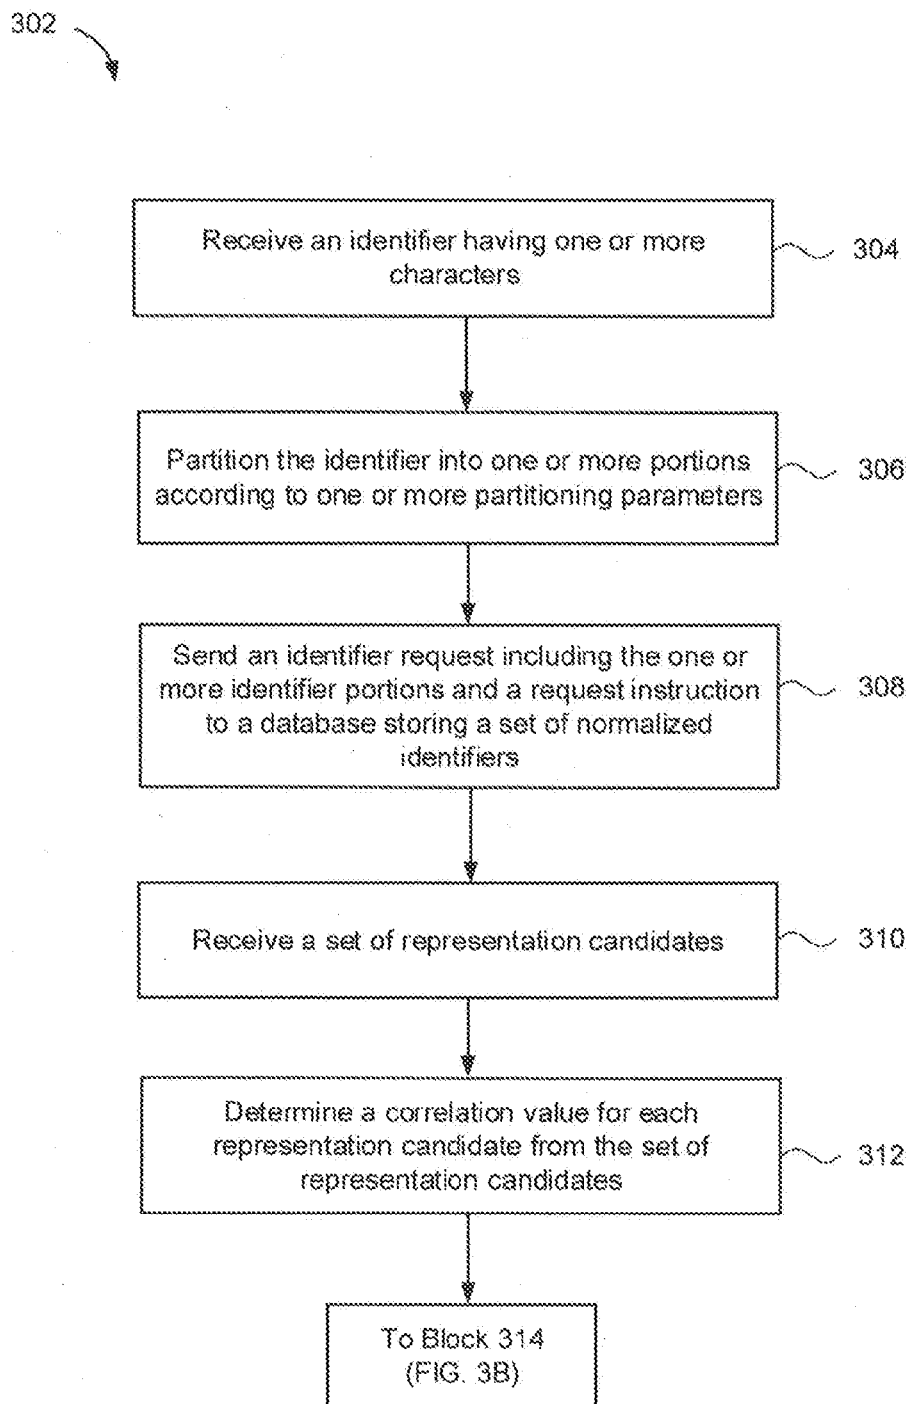 302
Receive an identifier having one or more
characters
304
Partition the identifier into one or more portions
according to one or more partitioning parameters
306
Send an identifier request including the one or
more identifier portions and a request instruction
to a database storing a set of normalized
identifiers
308
Receive a set of representation candidates
310
Determine a correlation value for each
representation candidate from the set of
representation candidates
312
To Block 314
(FIG. 3B)